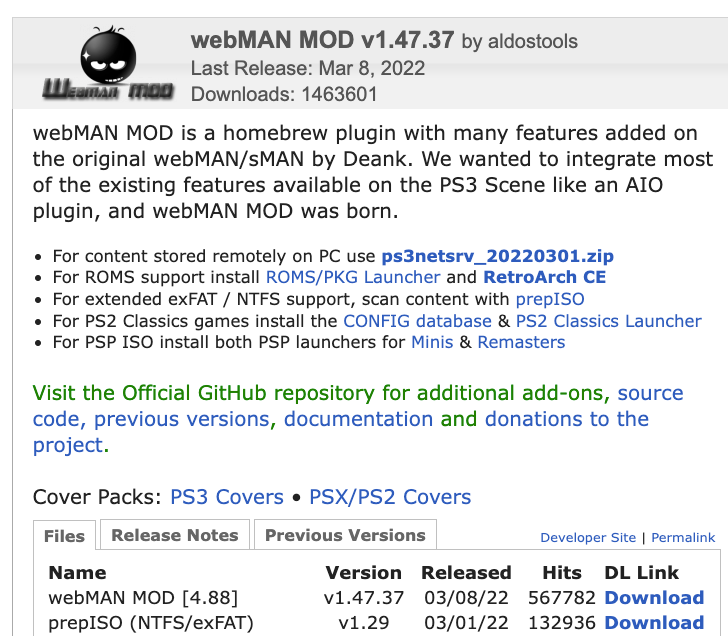 webMAN MOD v1.47.37 by aldostools
Last Release: Mar 8, 2022
Webman mod Downloads: 1463601
webMAN MOD is a homebrew plugin with many features added on
the original webMAN/sMAN by Deank. We wanted to integrate most
of the existing features available on the PS3 Scene like an AIO
plugin, and webMAN MOD was born.
• For content stored remotely on PC use ps3netsrv_20220301.zip
• For ROMS support install ROMS/PKG Launcher and RetroArch CE
• For extended exFAT / NTFS support, scan content with prepISO
• For PS2 Classics games install the CONFIG database & PS2 Classics Launcher
• For PSP ISO install both PSP launchers for Minis & Remasters
Visit the Official GitHub repository for additional add-ons, source
code, previous versions, documentation and donations to the
project.
Cover Packs: PS3 Covers • PSX/PS2 Covers
Files Release Notes Previous Versions Developer Site | Permalink
Name Version Released Hits DL Link
webMAN MOD [4.88] v1.47.37 03/08/22 567782 Download
prepISO (NTFS/exFAT) v1.29 03/01/22 132936 Download